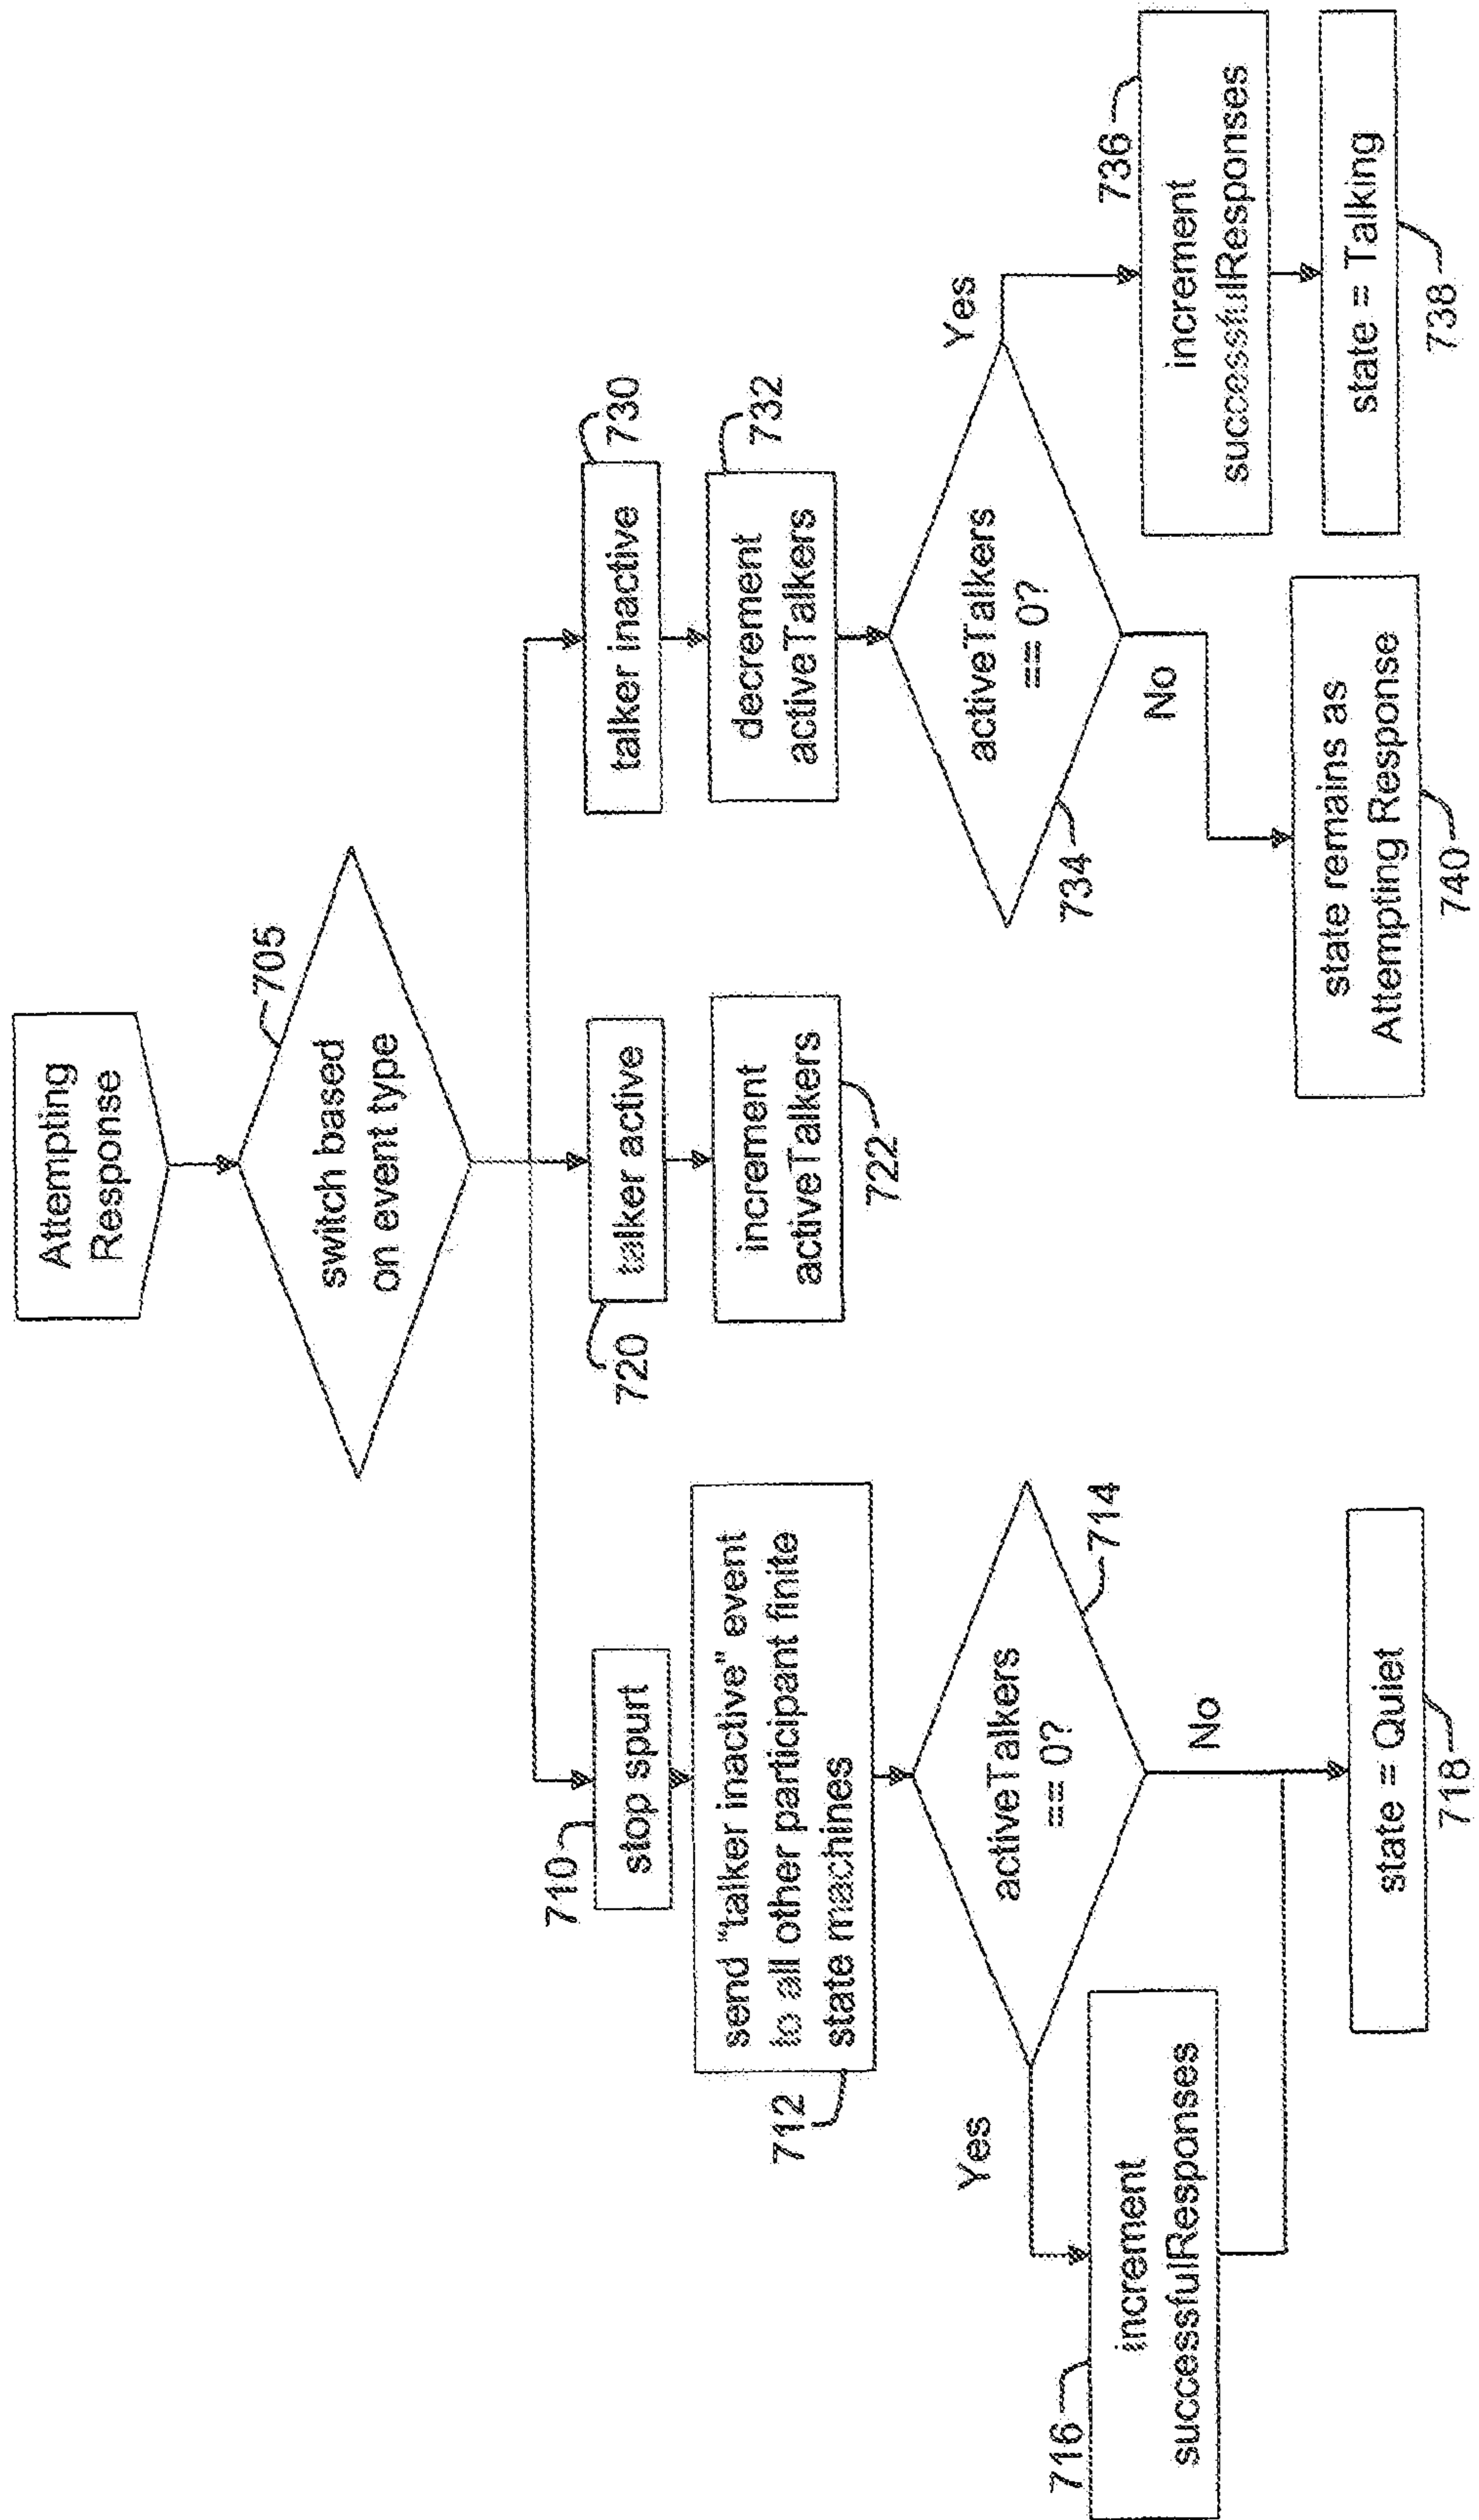 Attempting
Response
705
switch based
on event type
710
stop spurt
712
send "talker inactive" event
to all other participant finite
state machines
714
activeTalkers
== 0?
Yes
No
716
increment
successfulResponses
state = Quiet
718
720
talker active
increment
activeTalkers
722
talker inactive
730
decrement
activeTalkers
732
activeTalkers
== 0?
734
Yes
No
736
increment
successfulResponses
state = Talking
738
state remains as
Attempting Response
740